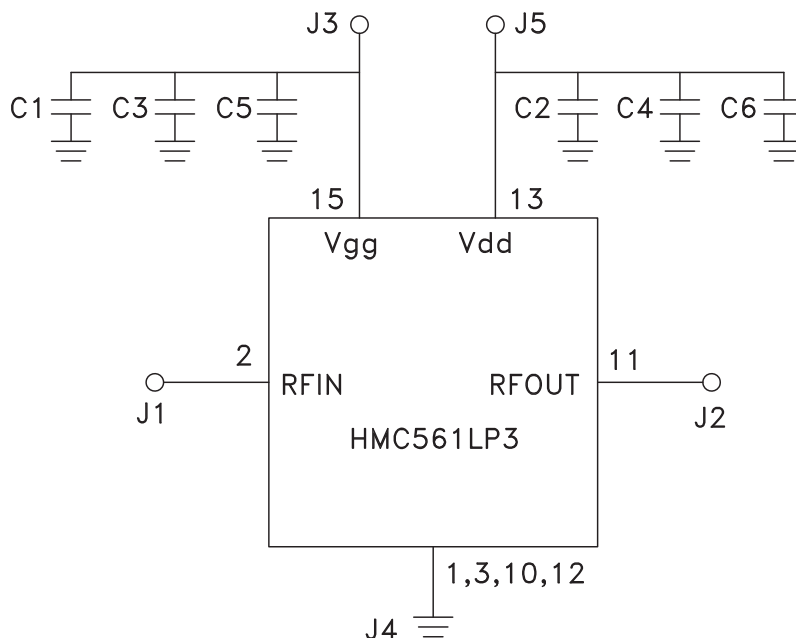 J3 J5
C1 C3 C5 C2 C4 C6
15 13
Vgg Vdd
2 11
RFIN RFOUT
J1 J2
HMC561LP3
1,3,10,12
J4